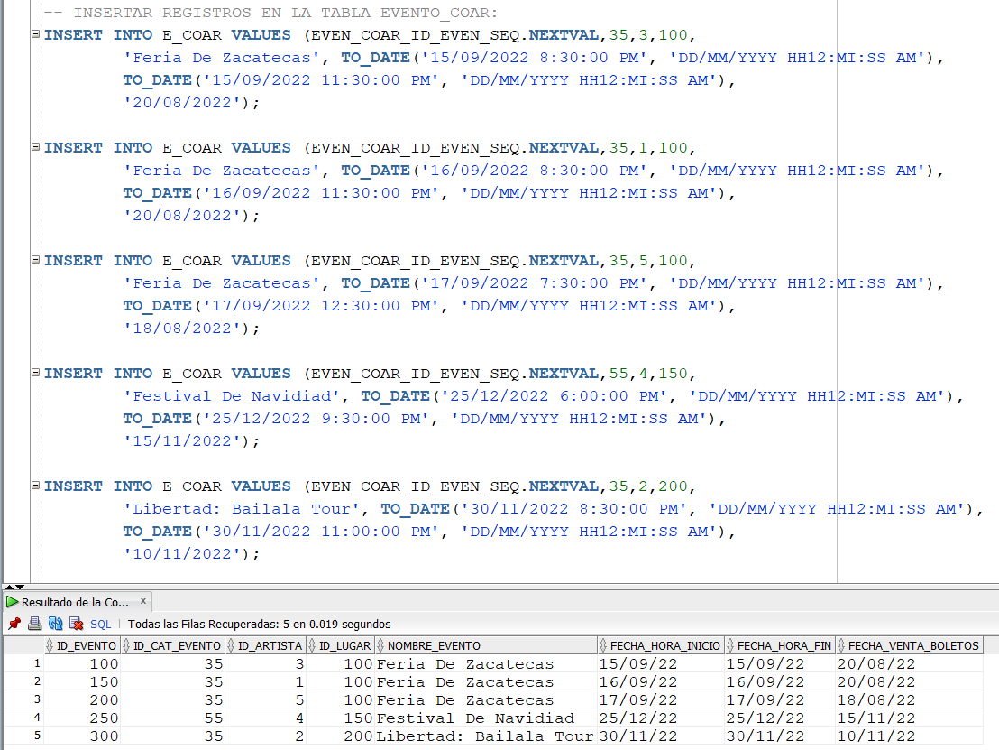 -- INSERTAR REGISTROS EN LA TABLA EVENTO_COAR:
INSERT INTO E_COAR VALUES (EVEN_COAR_ID_EVEN_SEQ.NEXTVAL,35,3,100,
'Feria De Zacatecas', TO_DATE('15/09/2022 8:30:00 PM', 'DD/MM/YYYY HH12:MI:SS AM'),
TO_DATE('15/09/2022 11:30:00 PM', 'DD/MM/YYYY HH12:MI:SS AM'),
'20/08/2022');
INSERT INTO E_COAR VALUES (EVEN_COAR_ID_EVEN_SEQ.NEXTVAL,35,1,100,
'Feria De Zacatecas', TO_DATE('16/09/2022 8:30:00 PM', 'DD/MM/YYYY HH12:MI:SS AM'),
TO_DATE('16/09/2022 11:30:00 PM', 'DD/MM/YYYY HH12:MI:SS AM'),
'20/08/2022');
INSERT INTO E_COAR VALUES (EVEN_COAR_ID_EVEN_SEQ.NEXTVAL,35,5,100,
'Feria De Zacatecas', TO_DATE('17/09/2022 7:30:00 PM', 'DD/MM/YYYY HH12:MI:SS AM'),
TO_DATE('17/09/2022 12:30:00 PM', 'DD/MM/YYYY HH12:MI:SS AM'),
'18/08/2022');
INSERT INTO E_COAR VALUES (EVEN_COAR_ID_EVEN_SEQ.NEXTVAL,55,4,150,
'Festival De Navidiad', TO_DATE('25/12/2022 6:00:00 PM', 'DD/MM/YYYY HH12:MI:SS AM'),
TO_DATE('25/12/2022 9:30:00 PM', 'DD/MM/YYYY HH12:MI:SS AM'),
'15/11/2022');
INSERT INTO E_COAR VALUES (EVEN_COAR_ID_EVEN_SEQ.NEXTVAL,35,2,200,
'Libertad: Bailala Tour', TO_DATE('30/11/2022 8:30:00 PM', 'DD/MM/YYYY HH12:MI:SS AM'),
TO_DATE('30/11/2022 11:00:00 PM', 'DD/MM/YYYY HH12:MI:SS AM'),
'10/11/2022');
Resultado de la Co... x
SQL | Todas las Filas Recuperadas: 5 en 0.019 segundos
ID_EVENTO ID_CAT_EVENTO ID_ARTISTA ID_LUGAR NOMBRE_EVENTO FECHA_HORA_INICIO FECHA_HORA_FIN FECHA_VENTA_BOLETOS
1 100 35 3 100 Feria De Zacatecas 15/09/22 15/09/22 20/08/22
2 150 35 1 100 Feria De Zacatecas 16/09/22 16/09/22 20/08/22
3 200 35 5 100 Feria De Zacatecas 17/09/22 17/09/22 18/08/22
4 250 55 4 150 Festival De Navidiad 25/12/22 25/12/22 15/11/22
5 300 35 2 200 Libertad: Bailala Tour 30/11/22 30/11/22 10/11/22